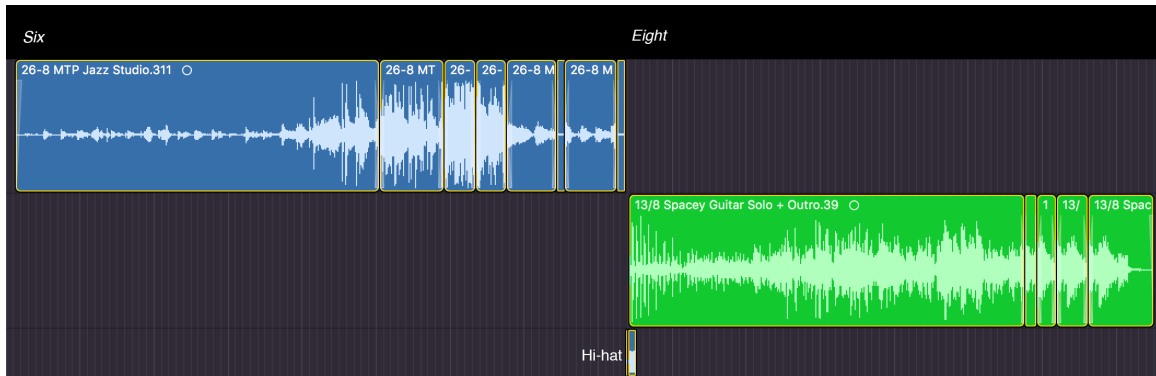 Six
Eight
26-8 MTP Jazz Studio.311
26-8 MT
26-
26-
26-8 M
26-8 M
13/8 Spacey Guitar Solo + Outro.39
1
13/
13/8 Spac
Hi-hat